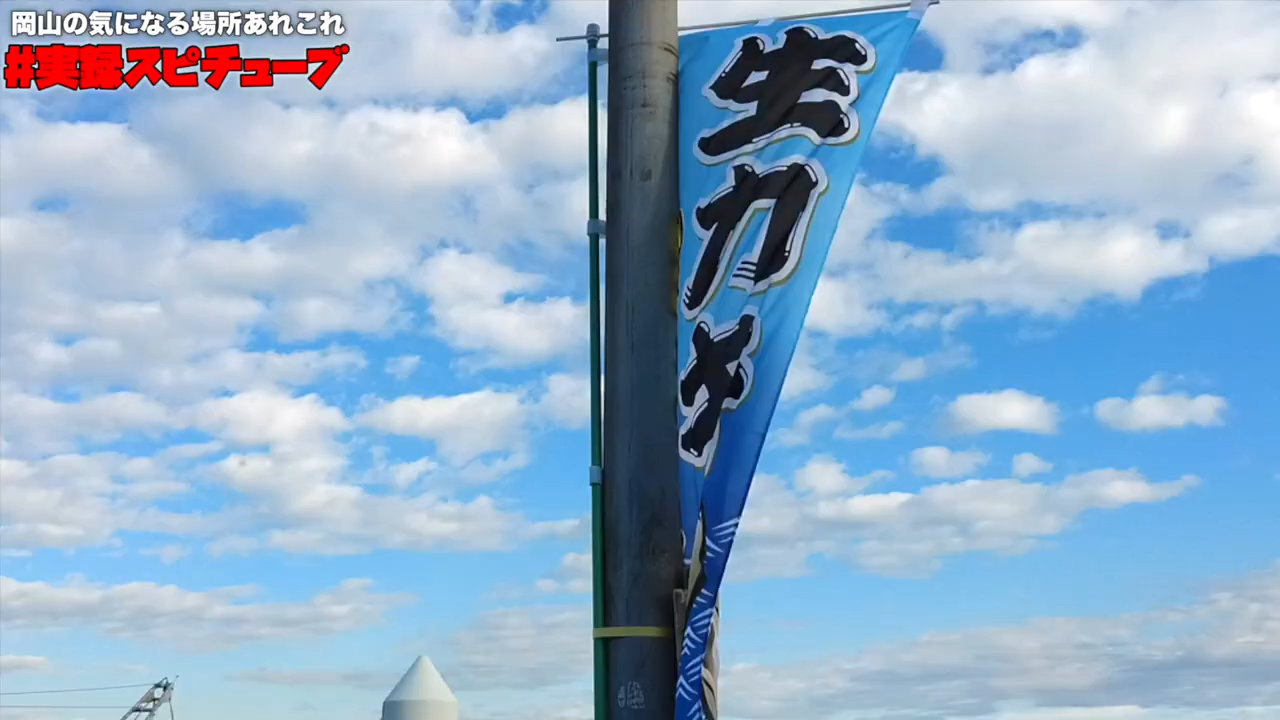 岡山の気になる場所あれこれ
#実録スピチューブ
生カキ